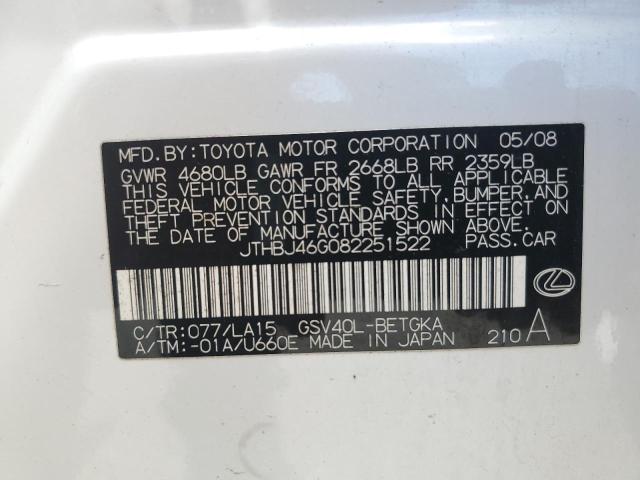 MFD. BY: TOYOTA MOTOR CORPORATION 05/08
GVWR 4680LB GAWR FR 2668LB RR 2359LB
THIS VEHICLE CONFORMS TO ALL APPLICABLE
FEDERAL MOTOR VEHICLE SAFETY, BUMPER, AND
THEFT PREVENTION STANDARDS IN EFFECT ON
THE DATE OF MANUFACTURE SHOWN ABOVE.
JTHBJ46G082251522 PASS. CAR
C/TR: 077/LA15 GSV40L-BETGKA
A/TM: -01A/U660E MADE IN JAPAN 210 A